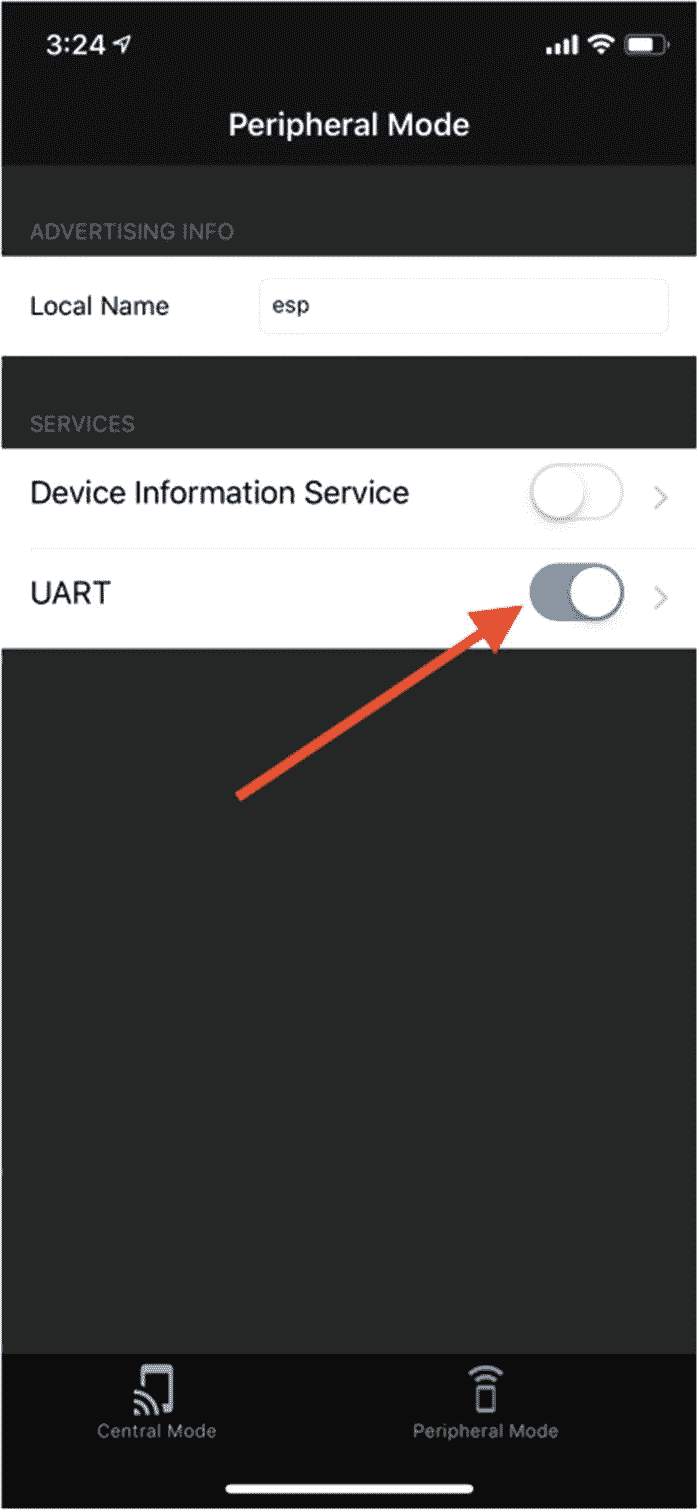 3:24
Peripheral Mode
ADVERTISING INFO
Local Name esp
SERVICES
Device Information Service
UART
Central Mode Peripheral Mode